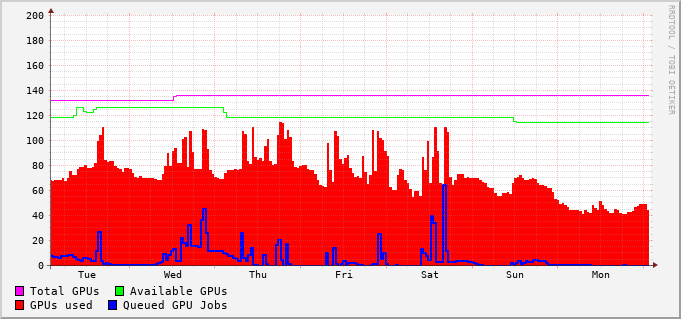 200
180
160
140
120
100
80
60
40
20
0
Tue Wed Thu Fri Sat Sun Mon
Total GPUs Available GPUs
GPUs used Queued GPU Jobs
RRDTOOL / TOBI OETIKER